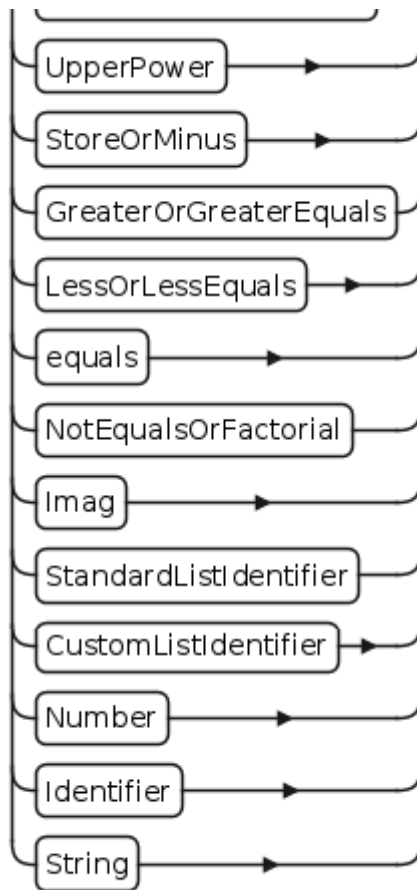 UpperPower
StoreOrMinus
GreaterOrGreaterEquals
LessOrLessEquals
equals
NotEqualsOrFactorial
Imag
StandardListIdentifier
CustomListIdentifier
Number
Identifier
String